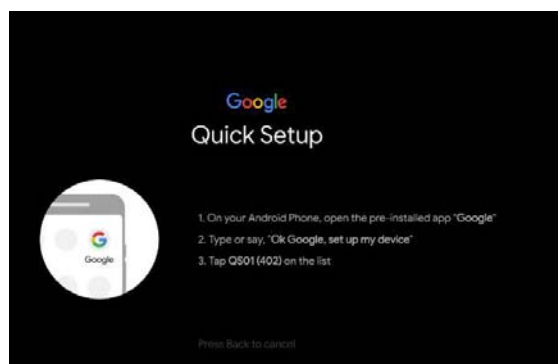 Google
Quick Setup
1. On your Android Phone, open the pre-installed app "Google"
2. Type or say, "Ok Google, set up my device"
3. Tap QS01 (402) on the list
G
Google
Press Back to cancel